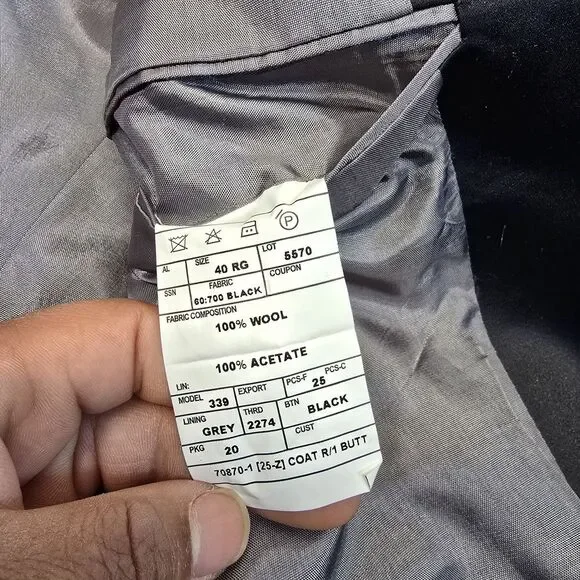 P
AL SIZE 40 RG LOT 5570
SSN FABRIC 60:700 BLACK COUPON
FABRIC COMPOSITION
100% WOOL
100% ACETATE
LIN:
MODEL 339 EXPORT PCS-F 25 PCS-C
LINING GREY THRD 2274 BTN BLACK
PKG 20 CUST
70870-1 [25-Z] COAT R/1 BUTT